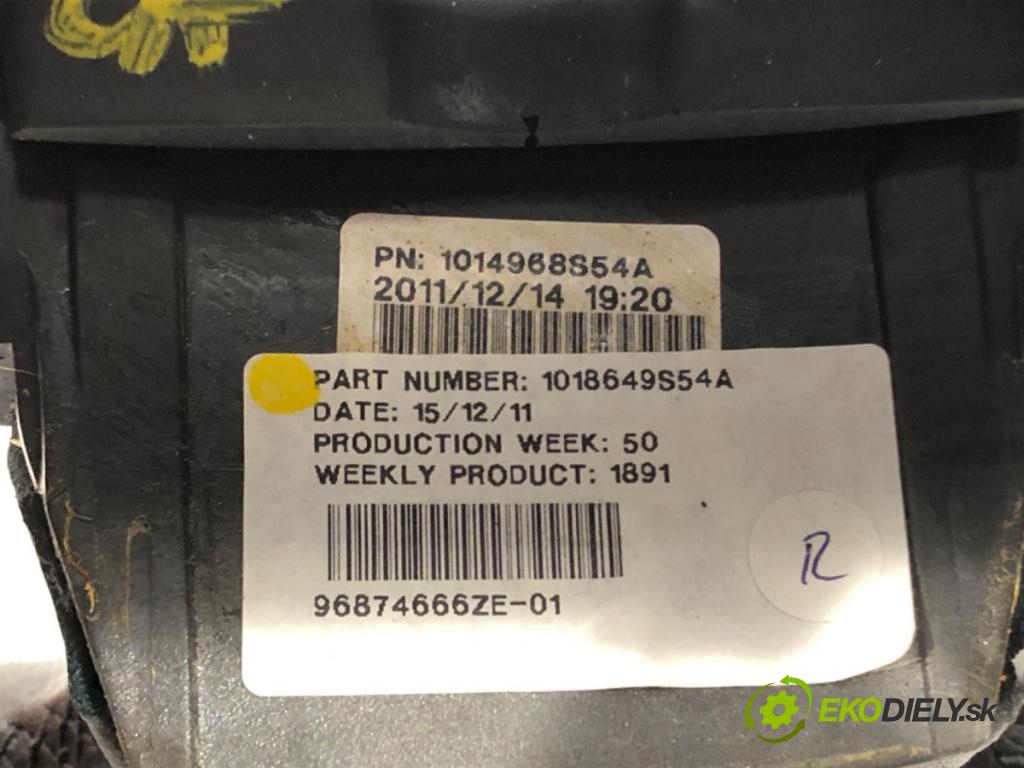 PN: 1014968S54A
2011/12/14 19:20
PART NUMBER: 1018649S54A
DATE: 15/12/11
PRODUCTION WEEK: 50
WEEKLY PRODUCT: 1891
96874666ZE-01
R
EKODIELY.sk